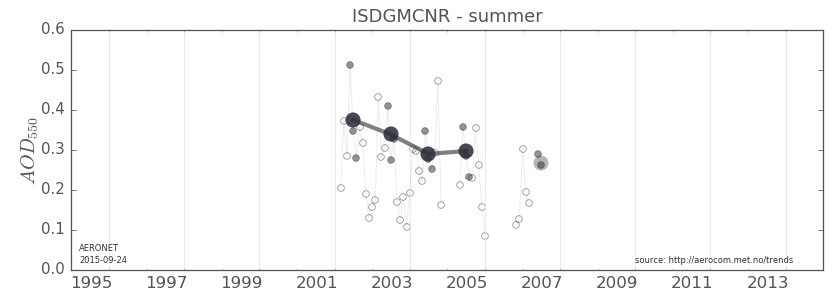 ISDGMCNR - summer
0.6
0.5
0.4
0.3
0.2
0.1
0.0
AOD550
AERONET
2015-09-24
source: http://aerocom.met.no/trends
1995 1997 1999 2001 2003 2005 2007 2009 2011 2013